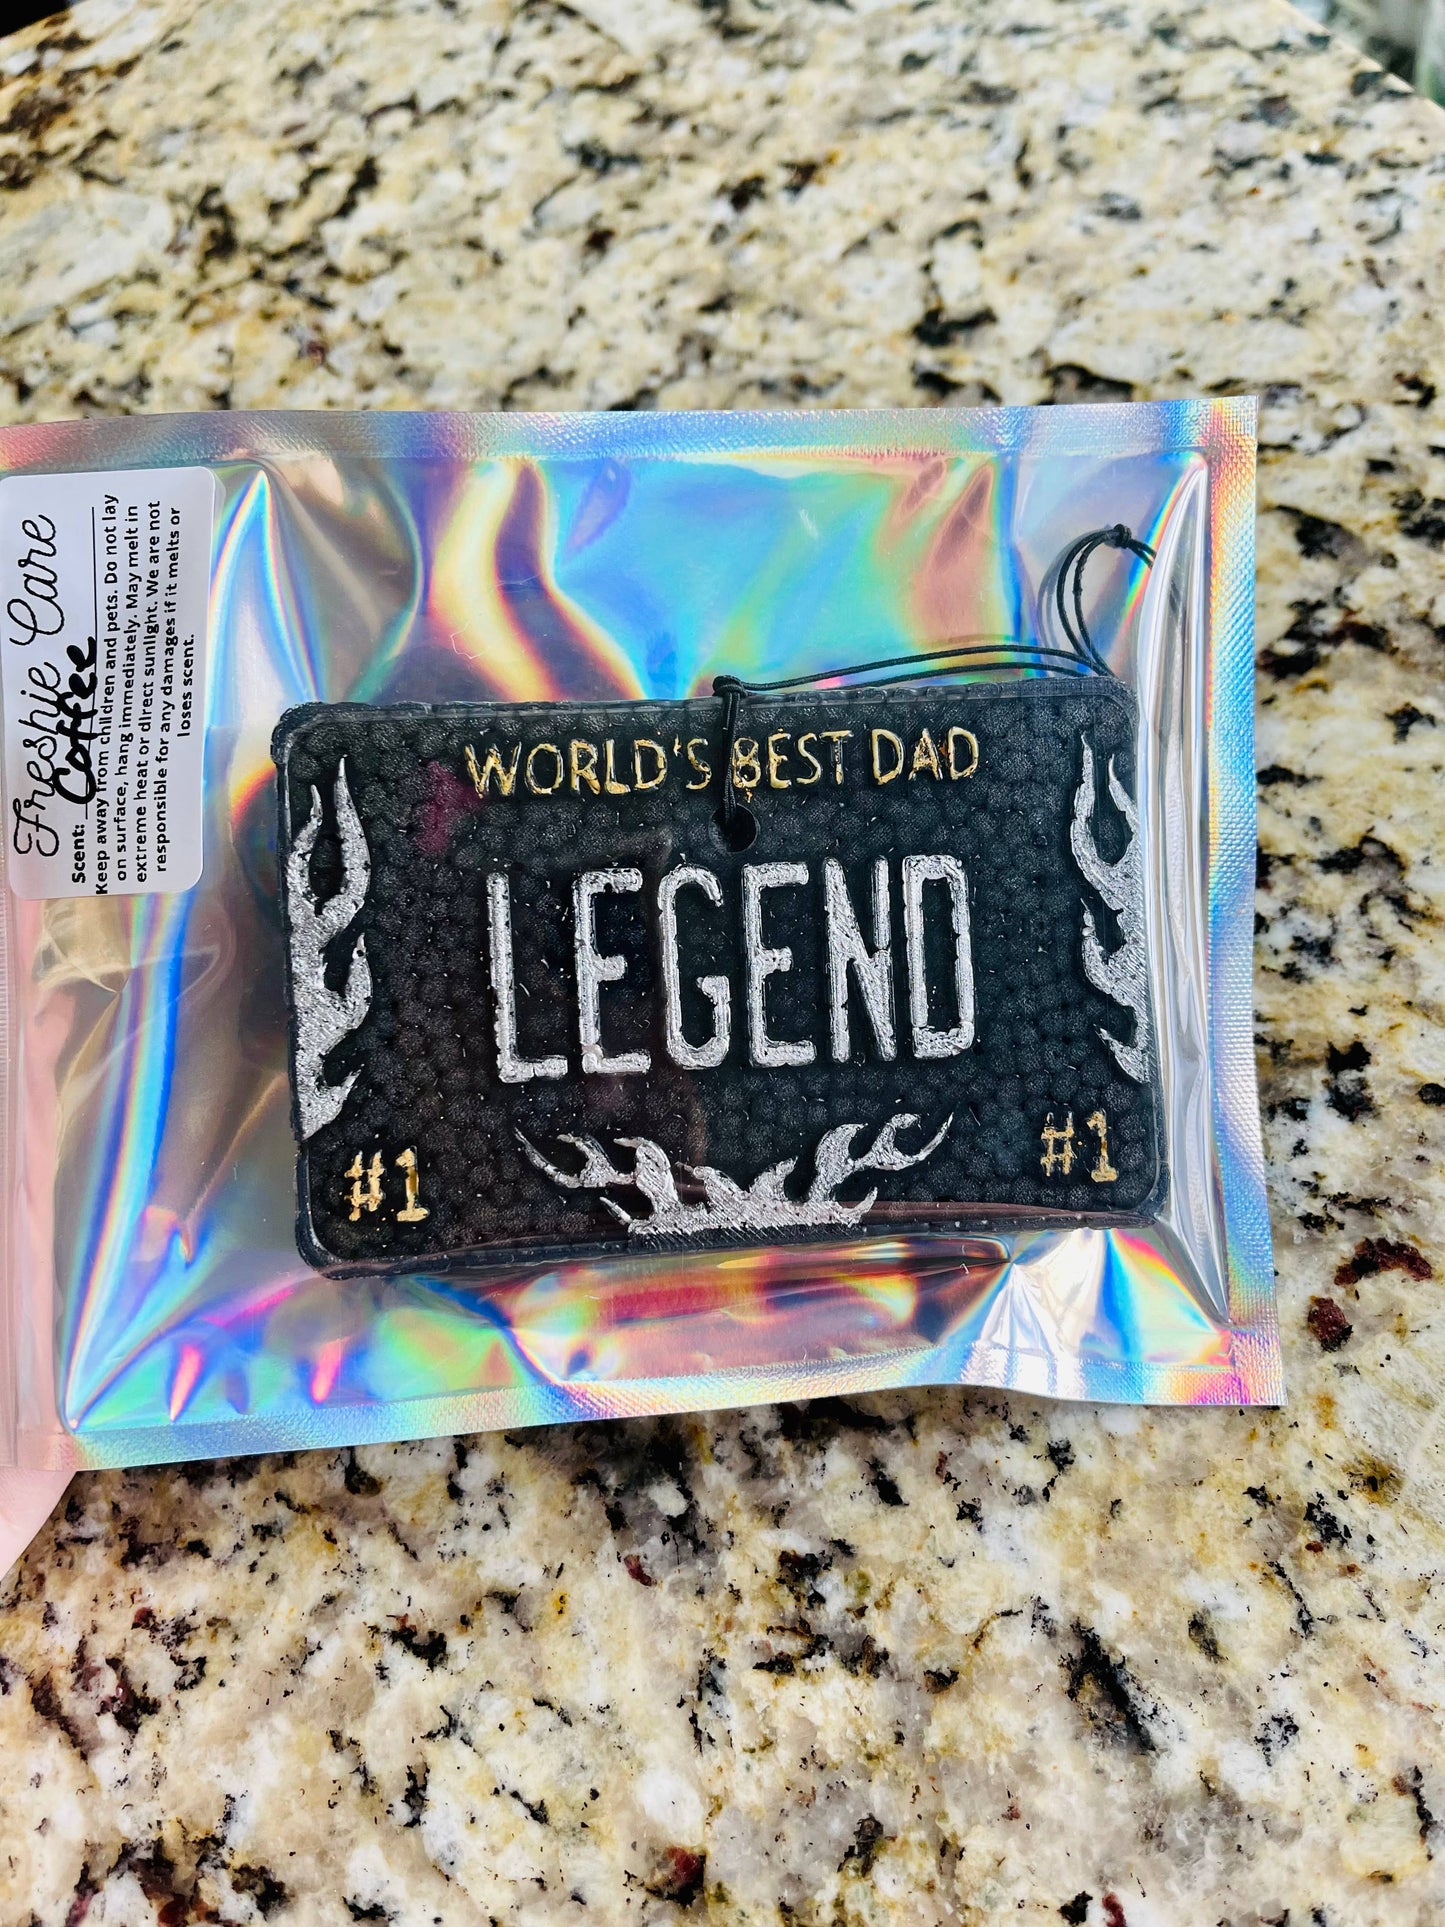 Freshie Care
Scent: Coffee
Keep away from children and pets. Do not lay
on surface, hang immediately. May melt in
extreme heat or direct sunlight. We are not
responsible for any damages if it melts or
loses scent.
WORLD'S BEST DAD
LEGEND
#1 #1